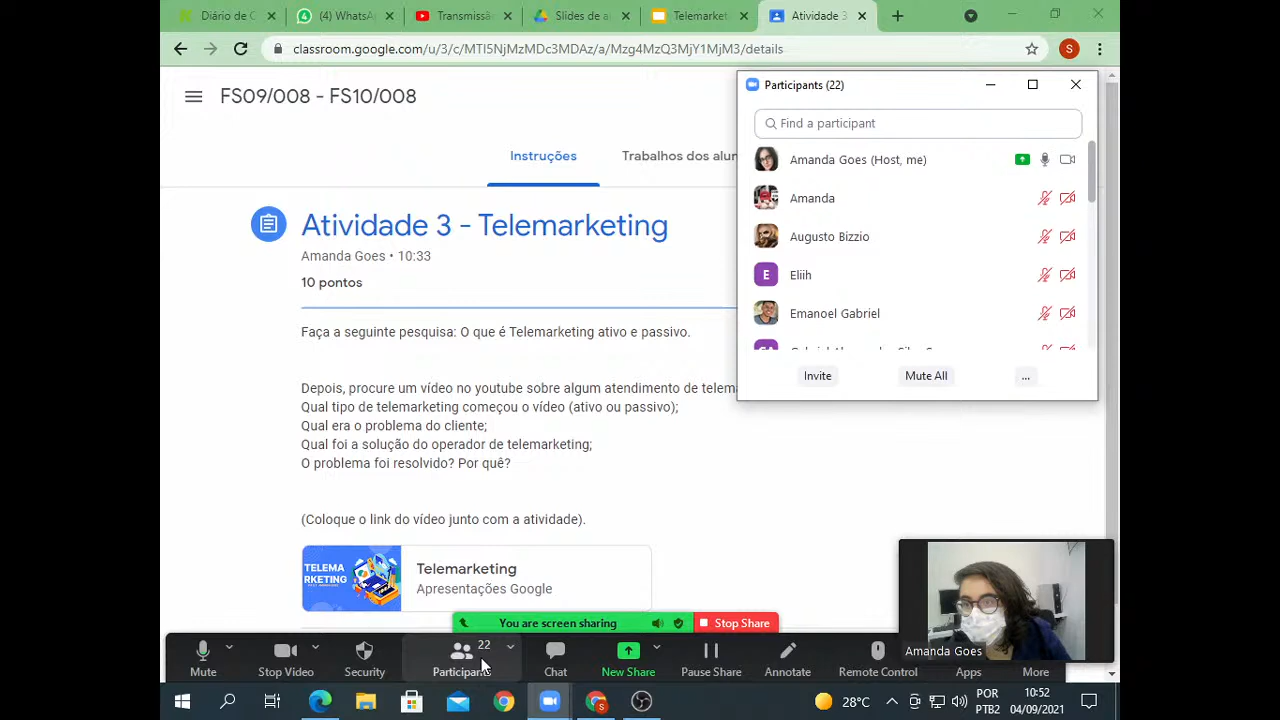 Diário de C
(4) WhatsA
Transmissã
Slides de a
Telemarket
Atividade 3
classroom.google.com/u/3/c/MTI5NjMzMDc3MDAz/a/Mzg4MzQ3MjY1MjM3/details
S
FS09/008 - FS10/008
Instruções
Trabalhos dos alun
Participants (22)
Find a participant
Amanda Goes (Host, me)
Amanda
Augusto Bizzio
E
Eliih
Emanoel Gabriel
Invite
Mute All
...
Atividade 3 - Telemarketing
Amanda Goes • 10:33
10 pontos
Faça a seguinte pesquisa: O que é Telemarketing ativo e passivo.
Depois, procure um vídeo no youtube sobre algum atendimento de telema
Qual tipo de telemarketing começou o vídeo (ativo ou passivo);
Qual era o problema do cliente;
Qual foi a solução do operador de telemarketing;
O problema foi resolvido? Por quê?
(Coloque o link do vídeo junto com a atividade).
TELEMA
RKETING
Telemarketing
Apresentações Google
You are screen sharing
Stop Share
Amanda Goes
Mute
Stop Video
Security
22
Participants
Chat
New Share
Pause Share
Annotate
Remote Control
Apps
More
28°C
POR
PTB2
10:52
04/09/2021